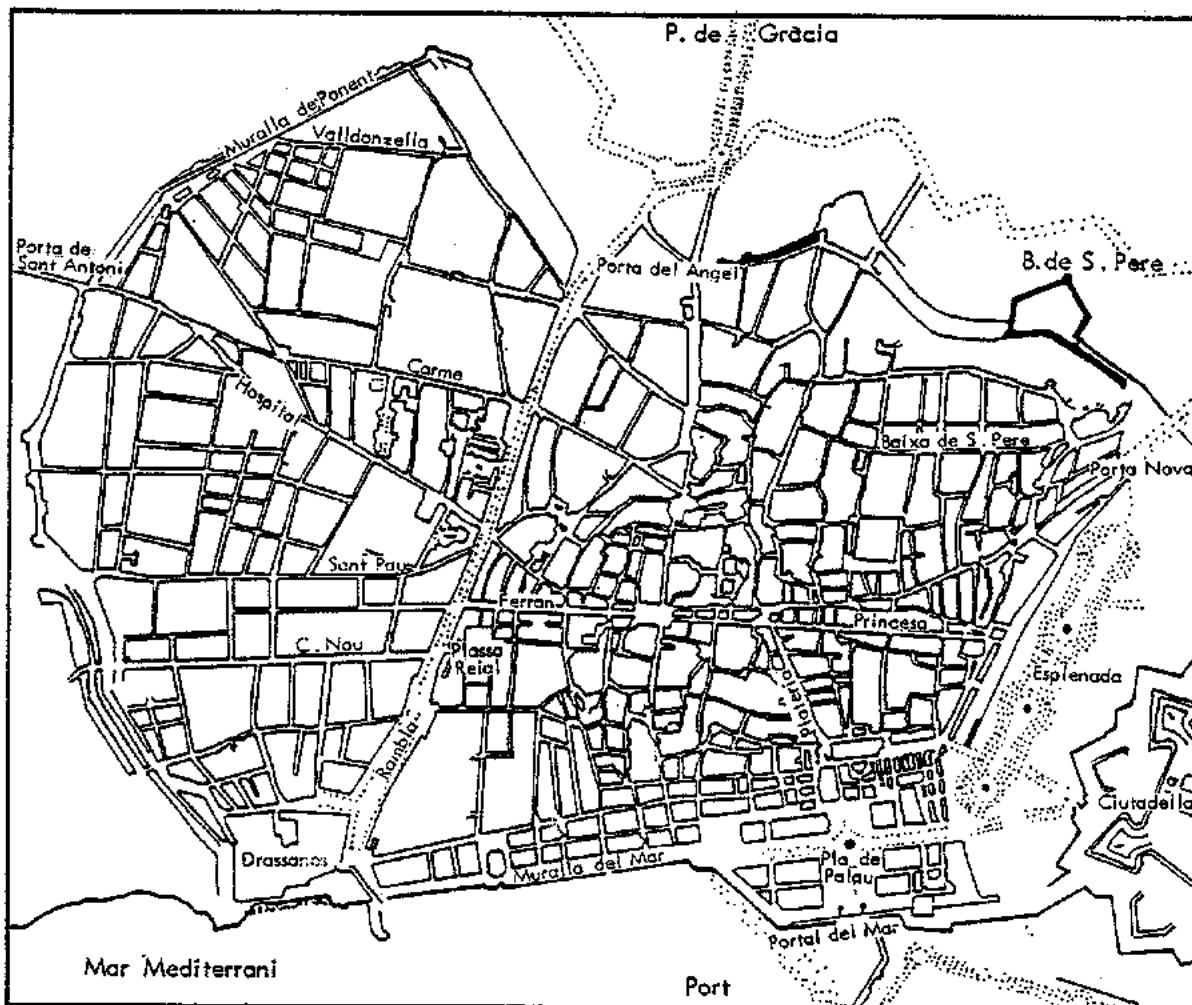 P. de Gràcia
Muralla de Ponent
Valldonzella
Porta de
Sant Antoni
Porta del Angel
B. de S. Pere
Carme
Hospital
Baixa de S. Pere
Porta Nova
Sant Pau
Ferran
Princesa
C. Nou
Plassa
Reial
Esplenada
Plateria
Rambla
Ciutadella
Drassanes
Muralla del Mar
Pla de
Palau
Portal del Mar
Mar Mediterrani
Port